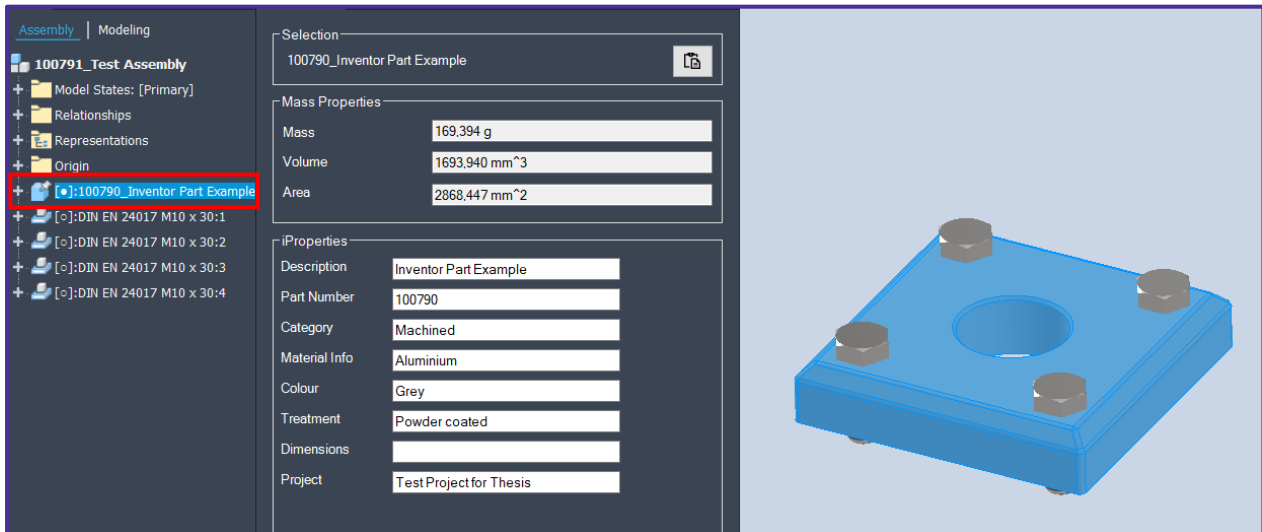 Assembly | Modeling
100791_Test Assembly
Model States: [Primary]
Relationships
Representations
Origin
[●]:100790_Inventor Part Example
[○]:DIN EN 24017 M10 x 30:1
[○]:DIN EN 24017 M10 x 30:2
[○]:DIN EN 24017 M10 x 30:3
[○]:DIN EN 24017 M10 x 30:4
Selection
100790_Inventor Part Example
Mass Properties
Mass 169,394 g
Volume 1693,940 mm^3
Area 2868,447 mm^2
iProperties
Description Inventor Part Example
Part Number 100790
Category Machined
Material Info Aluminium
Colour Grey
Treatment Powder coated
Dimensions
Project Test Project for Thesis